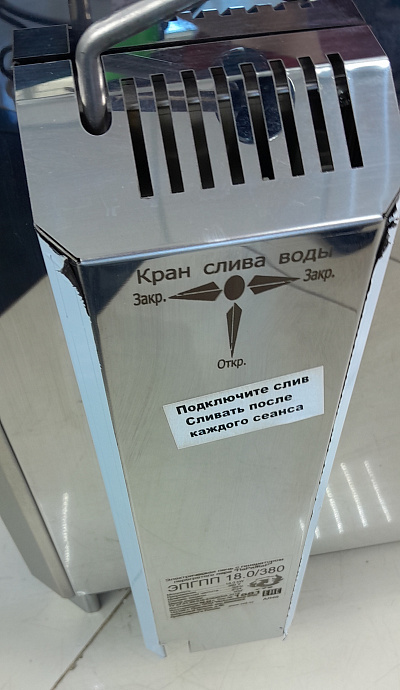 Кран слива воды
Закр.
Закр.
Откр.
Подключите слив
Сливать после
каждого сеанса
ЭПГПП 18.0/380